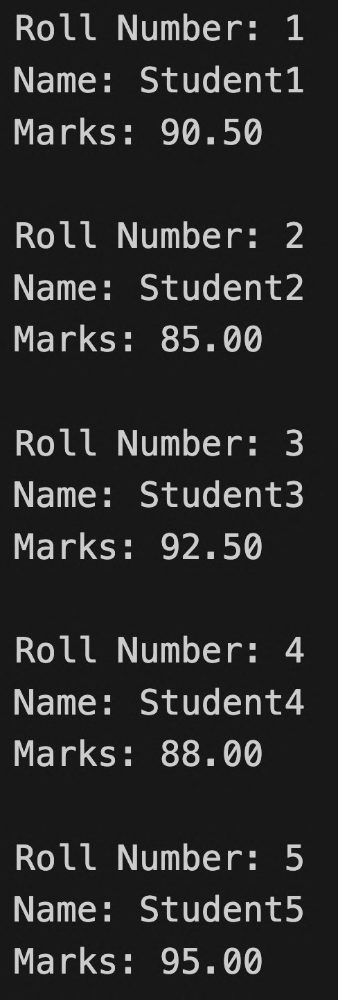 Roll Number: 1
Name: Student1
Marks: 90.50
Roll Number: 2
Name: Student2
Marks: 85.00
Roll Number: 3
Name: Student3
Marks: 92.50
Roll Number: 4
Name: Student4
Marks: 88.00
Roll Number: 5
Name: Student5
Marks: 95.00